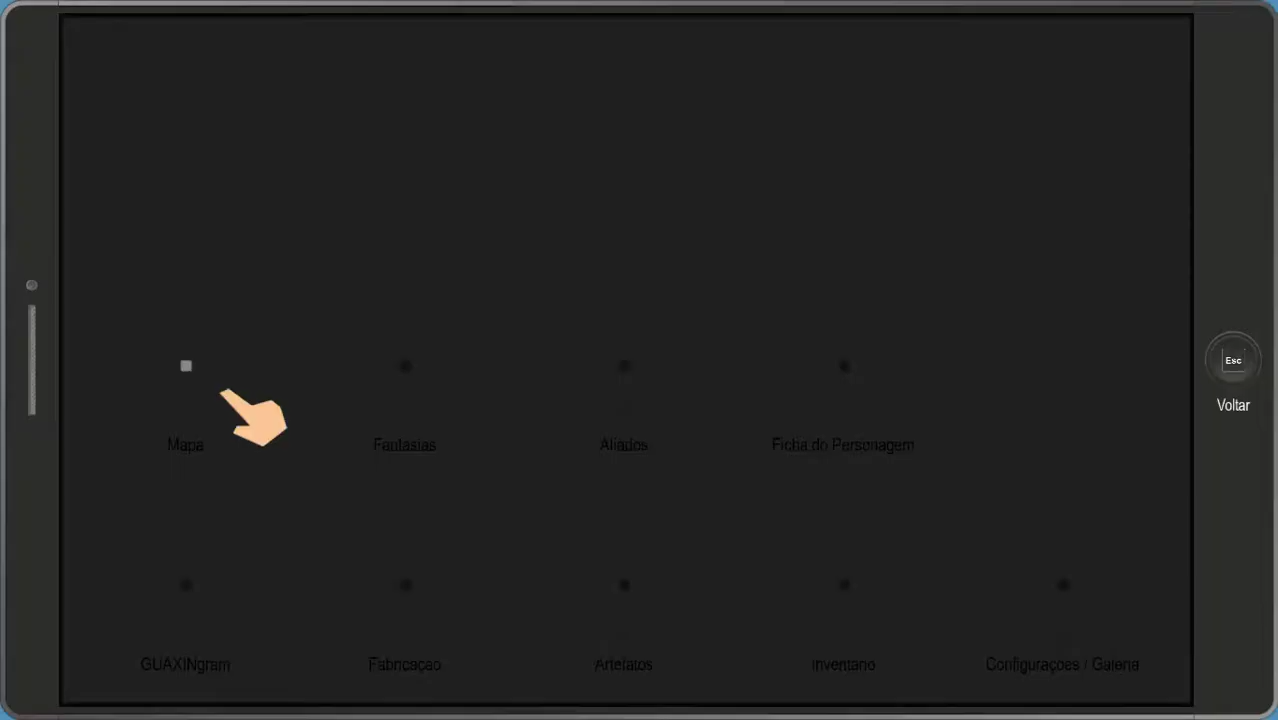 Esc
Voltar
Mapa
Fantasias
Aliados
Ficha do Personagem
GUAXINgram
Fabricação
Artefatos
Inventário
Configurações / Galeria